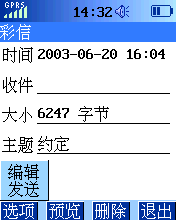 GPRS 14:32
彩信
时间 2003-06-20 16:04
收件
大小 6247 字节
主题 约定
编辑
发送
选项 预览 删除 退出